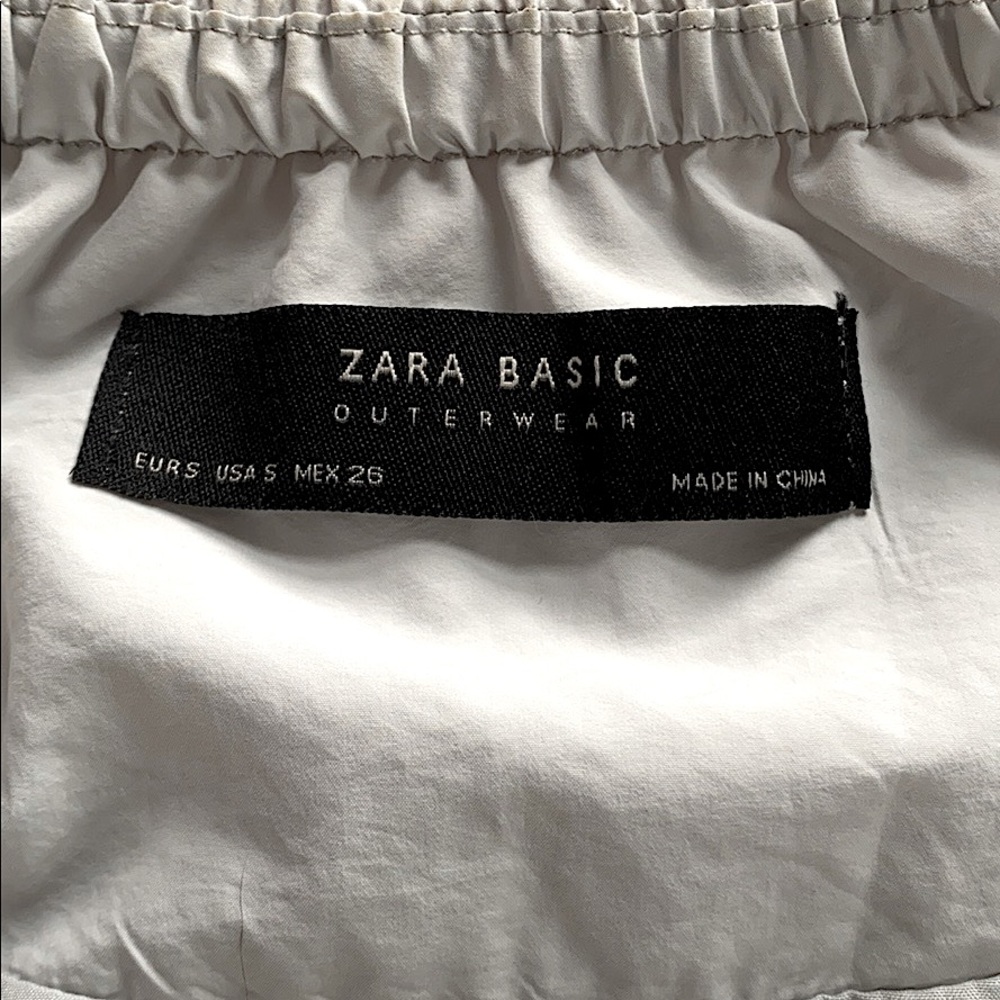 ZARA BASIC
OUTERWEAR
EUR S USA S MEX 26
MADE IN CHINA